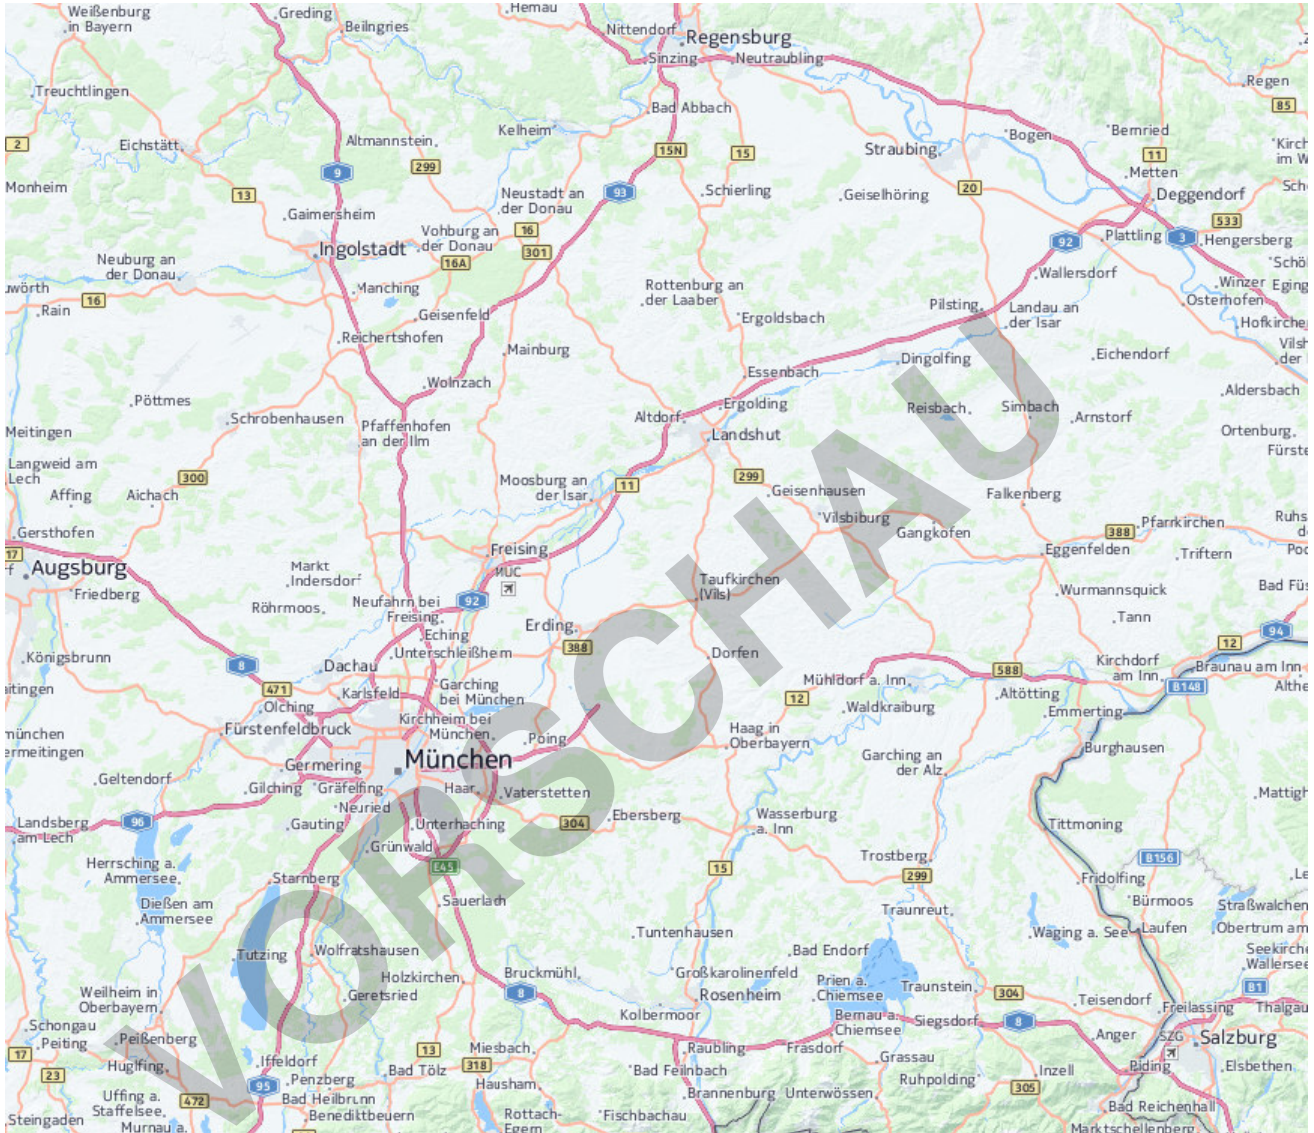 Weißenburg
in Bayern
Greding
Beilngries
Hemau
Nittendorf
Regensburg
Sinzing
Neutraubling
Regen
85
Treuchtlingen
Bad Abbach
2
Eichstätt
Altmannstein
Kelheim
15N
15
Straubing
Bogen
Bernried
11
Metten
Monheim
13
9
299
93
Neustadt an
der Donau
Schierling
Geiselhöring
20
Deggendorf
Gaimersheim
Ingolstadt
Vohburg an
der Donau
16
301
16A
92
Plattling
3
533
Hengersberg
Neuburg an
der Donau
16
Rain
Manching
Geisenfeld
Reichertshofen
Rottenburg an
der Laaber
Ergoldsbach
Wallersdorf
Pilsting
Landau an
der Isar
Winzer
Osterhofen
Mainburg
Wolnzach
Essenbach
Dingolfing
Eichendorf
Aldersbach
Pöttmes
Schrobenhausen
Pfaffenhofen
an der Ilm
Altdorf
Ergolding
Landshut
Reisbach
Simbach
Arnstorf
Ortenburg
Meitingen
Langweid am
Lech
Affing
Aichach
300
Moosburg an
der Isar
11
299
Geisenhausen
Vilsbiburg
Gangkofen
Falkenberg
388
Pfarrkirchen
Gersthofen
17
Augsburg
Friedberg
Markt
Indersdorf
Röhrmoos
Neufahrn bei
Freising
Freising
MUC
92
Eching
Erding
388
Taufkirchen
(Vils)
Eggenfelden
Triftern
Wurmannsquick
Tann
94
12
Königsbrunn
8
Dachau
Unterschleißheim
Dorfen
Kirchdorf
am Inn
Braunau am Inn
B148
471
Karlsfeld
Garching
bei München
Olching
Fürstenfeldbruck
Kirchheim bei
München
Poing
12
Mühldorf a. Inn
Waldkraiburg
588
Altötting
Emmerting
Haag in
Oberbayern
Burghausen
Garching an
der Alz
München
Geltendorf
Germering
Gilching
Gräfelfing
Haar
Vaterstetten
Neuried
Gauting
Unterhaching
Grünwald
304
Ebersberg
Wasserburg
a. Inn
Tittmoning
Landsberg
am Lech
96
Herrsching a.
Ammersee
Starnberg
E45
15
Trostberg
299
B156
Fridolfing
Dießen am
Ammersee
Sauerlach
Traunreut
Bürmoos
Straßwalchen
Tutzing
Wolfratshausen
Tuntenhausen
Bad Endorf
Waging a. See
Laufen
Holzkirchen
Bruckmühl
Großkarolinenfeld
Prien a.
Chiemsee
Traunstein
Weilheim in
Oberbayern
Geretsried
8
Rosenheim
304
Teisendorf
B1
Kolbermoor
Bernau a.
Chiemsee
Siegsdorf
8
Freilassing
Schongau
Peiting
Peißenberg
Anger
SZG
Salzburg
17
Huglfing
Iffeldorf
13
Miesbach
Raubling
Frasdorf
Grassau
Piding
Elsbethen
23
95
Penzberg
Bad Tölz
318
Bad Feilnbach
Ruhpolding
Inzell
Uffing a.
Staffelsee
472
Bad Heilbrunn
Hausham
Brannenburg
Unterwössen
305
Bad Reichenhall
Steingaden
Murnau a.
Benediktbeuern
Rottach-
Egern
Fischbachau
Marktschellenberg
VORSCHAU